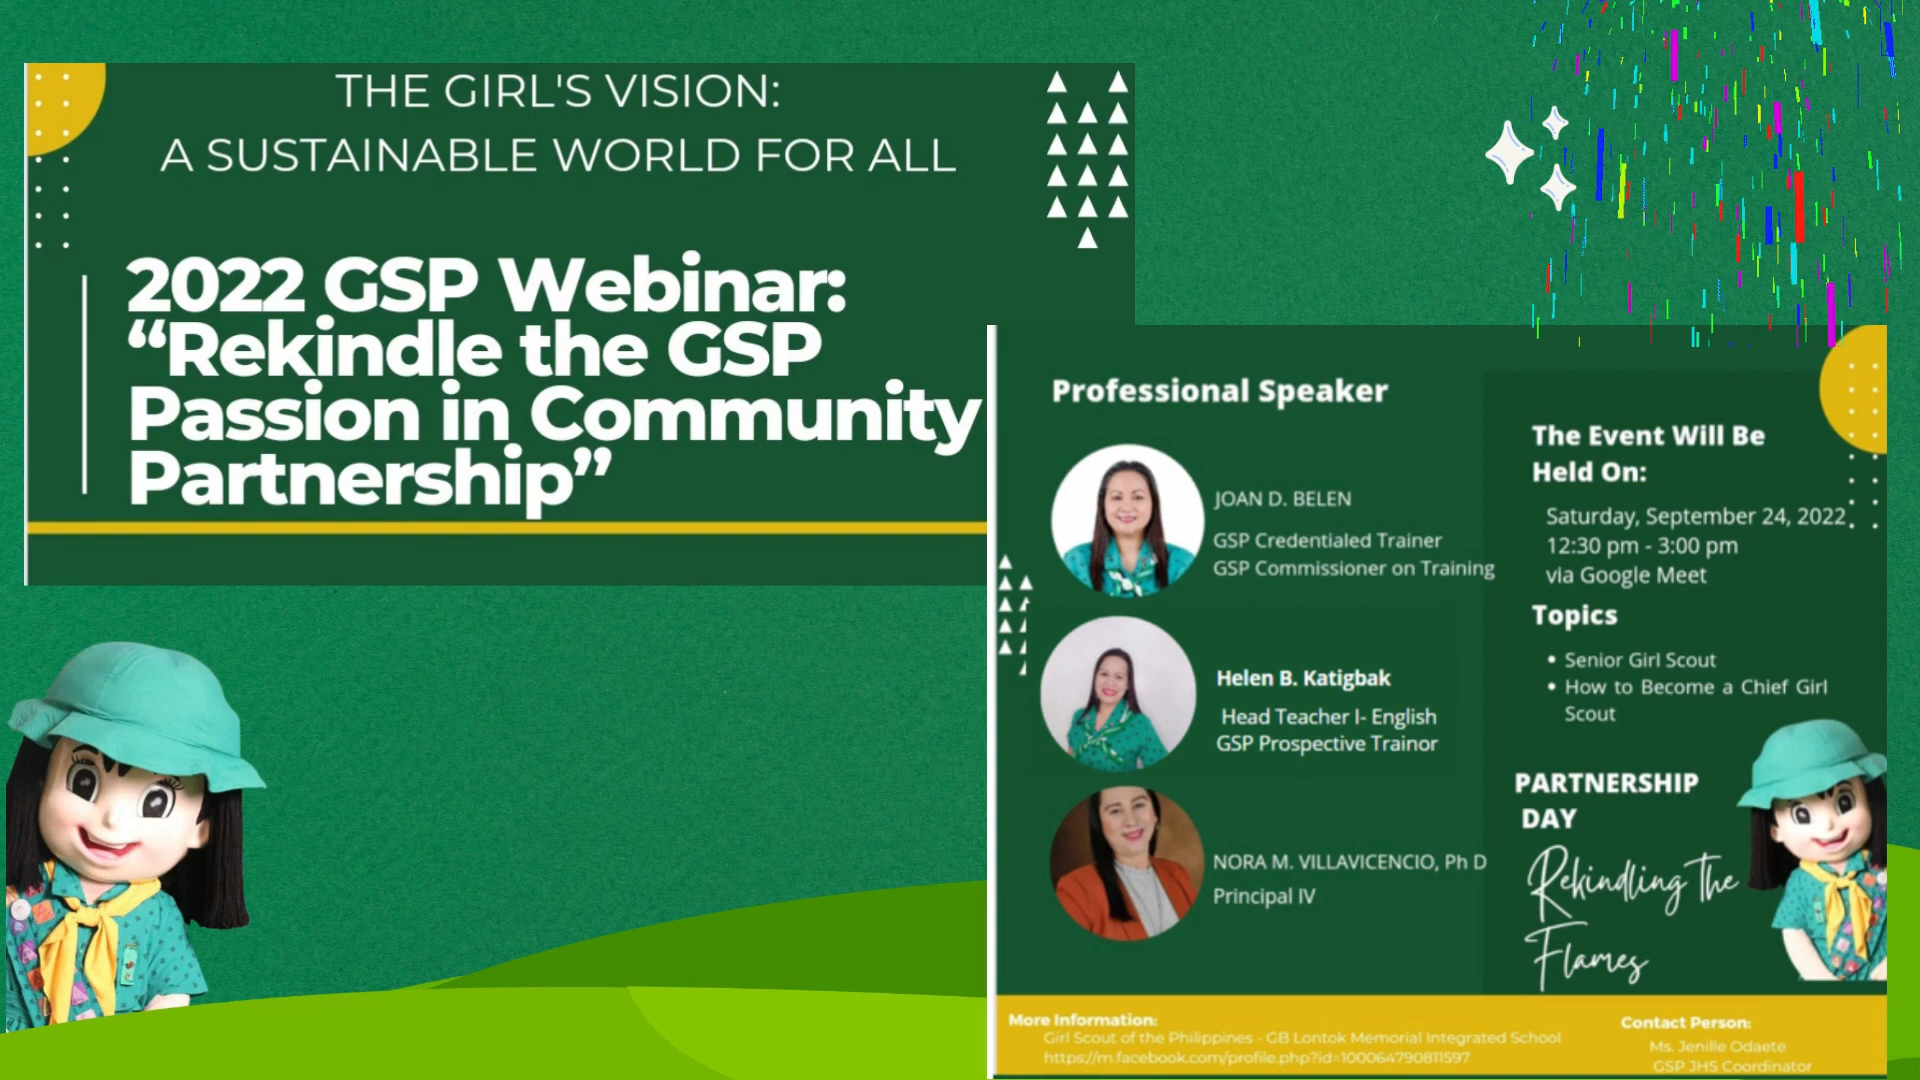 THE GIRL'S VISION:
A SUSTAINABLE WORLD FOR ALL
2022 GSP Webinar:
“Rekindle the GSP
Passion in Community
Partnership”
Professional Speaker
JOAN D. BELEN
GSP Credentialed Trainer
GSP Commissioner on Training
Helen B. Katigbak
Head Teacher I- English
GSP Prospective Trainor
NORA M. VILLAVICENCIO, Ph D
Principal IV
The Event Will Be
Held On:
Saturday, September 24, 2022
12:30 pm - 3:00 pm
via Google Meet
Topics
• Senior Girl Scout
• How to Become a Chief Girl
Scout
PARTNERSHIP
DAY
Rekindling The
Flames
More Information:
Girl Scout of the Philippines - GB Lontok Memorial Integrated School
https://m.facebook.com/profile.php?id=100064790811597
Contact Person:
Ms. Jenille Odaete
GSP JHS Coordinator